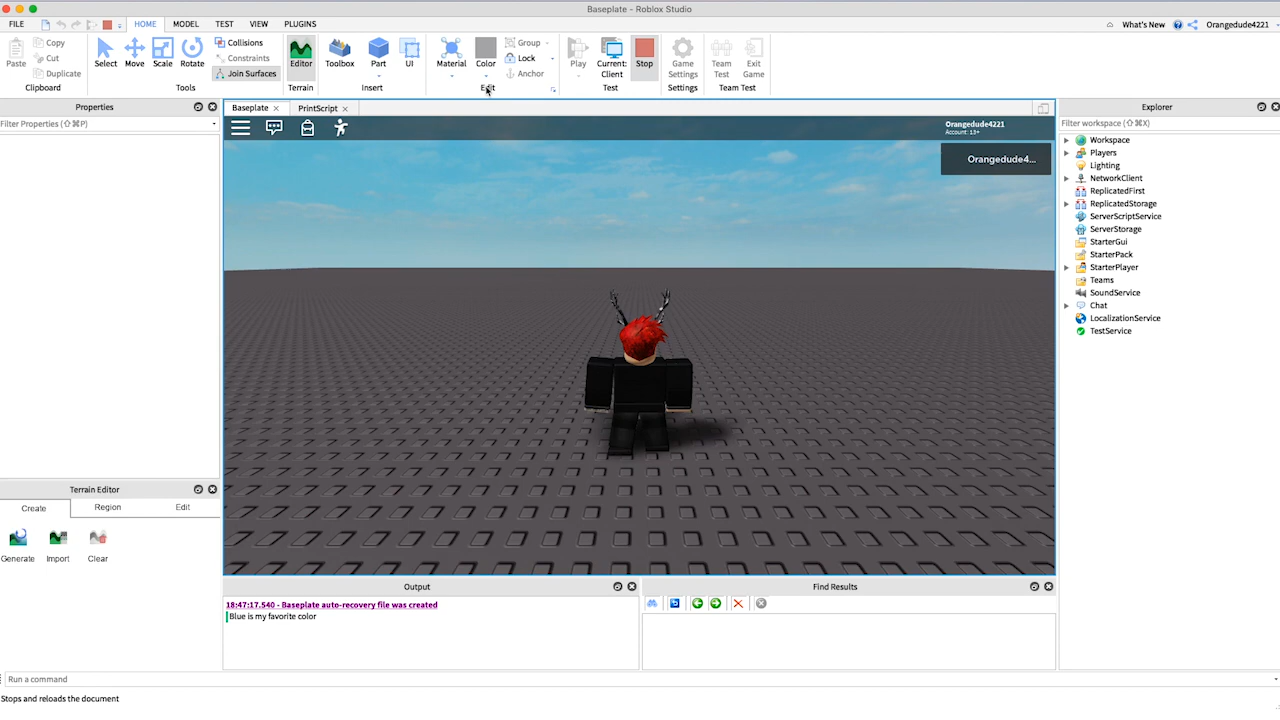 Baseplate - Roblox Studio
FILE HOME MODEL TEST VIEW PLUGINS What's New Orangedude4221
Paste Copy Cut Duplicate Clipboard
Select Move Scale Rotate Collisions Constraints Join Surfaces Tools
Editor Terrain
Toolbox Part UI Insert
Material Color Group Lock Anchor Edit
Play Current: Client Stop Test
Game Settings Settings
Team Test Exit Game Team Test
Properties
Filter Properties (⇧⌘P)
Baseplate PrintScript
Orangedude4221
Account: 13+
Orangedude4...
Explorer
Filter workspace (⇧⌘X)
Workspace
Players
Lighting
NetworkClient
ReplicatedFirst
ReplicatedStorage
ServerScriptService
ServerStorage
StarterGui
StarterPack
StarterPlayer
Teams
SoundService
Chat
LocalizationService
TestService
Terrain Editor
Create Region Edit
Generate Import Clear
Output
18:47:17.540 - Baseplate auto-recovery file was created
Blue is my favorite color
Find Results
Run a command
Stops and reloads the document